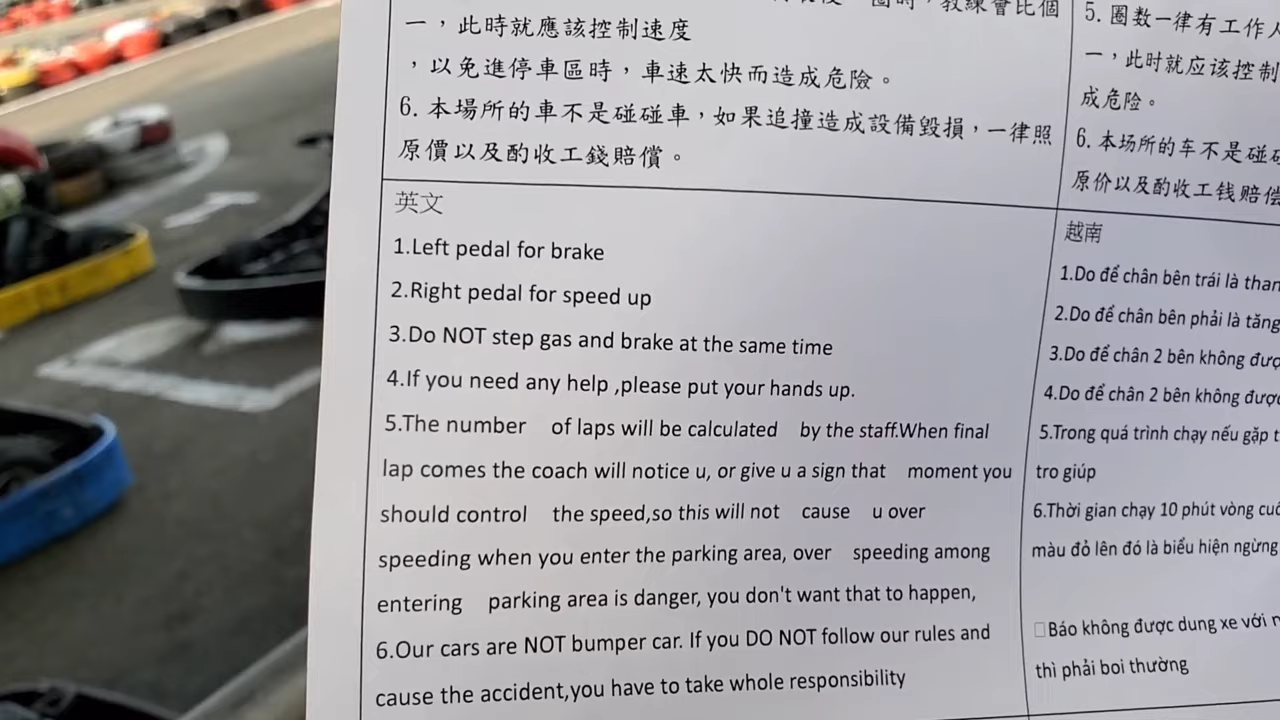 教練會比個
一，此時就應該控制速度
，以免進停車區時，車速太快而造成危險。
6. 本場所的車不是碰碰車，如果追撞造成設備毀損，一律照
原價以及酌收工錢賠償。
5. 圈数一律有工作人
一，此时就应该控制
成危险。
6. 本场所的车不是碰
原价以及酌收工钱赔偿
英文
1.Left pedal for brake
2.Right pedal for speed up
3.Do NOT step gas and brake at the same time
4.If you need any help ,please put your hands up.
5.The number of laps will be calculated by the staff.When final
lap comes the coach will notice u, or give u a sign that moment you
should control the speed,so this will not cause u over
speeding when you enter the parking area, over speeding among
entering parking area is danger, you don't want that to happen,
6.Our cars are NOT bumper car. If you DO NOT follow our rules and
cause the accident,you have to take whole responsibility
越南
1.Do để chân bên trái là than
2.Do để chân bên phải là tăng
3.Do để chân 2 bên không đượ
4.Do để chân 2 bên không được
5.Trong quá trình chạy nếu gặp t
tro giúp
6.Thời gian chạy 10 phút vòng cuố
màu đỏ lên đó là biểu hiện ngừng
□Báo không được dung xe với n
thì phải boi thường